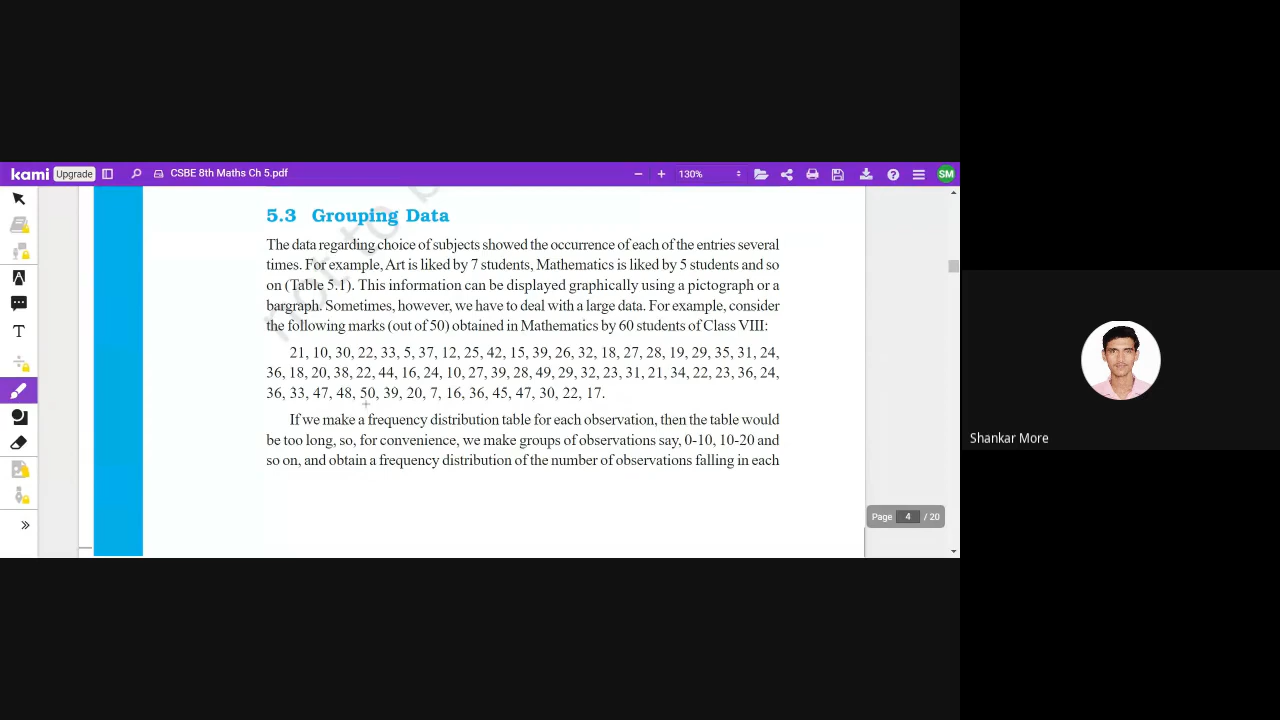 kami Upgrade CSBE 8th Maths Ch 5.pdf 130% SM
not to b
5.3 Grouping Data
The data regarding choice of subjects showed the occurrence of each of the entries several
times. For example, Art is liked by 7 students, Mathematics is liked by 5 students and so
on (Table 5.1). This information can be displayed graphically using a pictograph or a
bargraph. Sometimes, however, we have to deal with a large data. For example, consider
the following marks (out of 50) obtained in Mathematics by 60 students of Class VIII:
21, 10, 30, 22, 33, 5, 37, 12, 25, 42, 15, 39, 26, 32, 18, 27, 28, 19, 29, 35, 31, 24,
36, 18, 20, 38, 22, 44, 16, 24, 10, 27, 39, 28, 49, 29, 32, 23, 31, 21, 34, 22, 23, 36, 24,
36, 33, 47, 48, 50, 39, 20, 7, 16, 36, 45, 47, 30, 22, 17.
If we make a frequency distribution table for each observation, then the table would
be too long, so, for convenience, we make groups of observations say, 0-10, 10-20 and
so on, and obtain a frequency distribution of the number of observations falling in each
Page 4 / 20
Shankar More